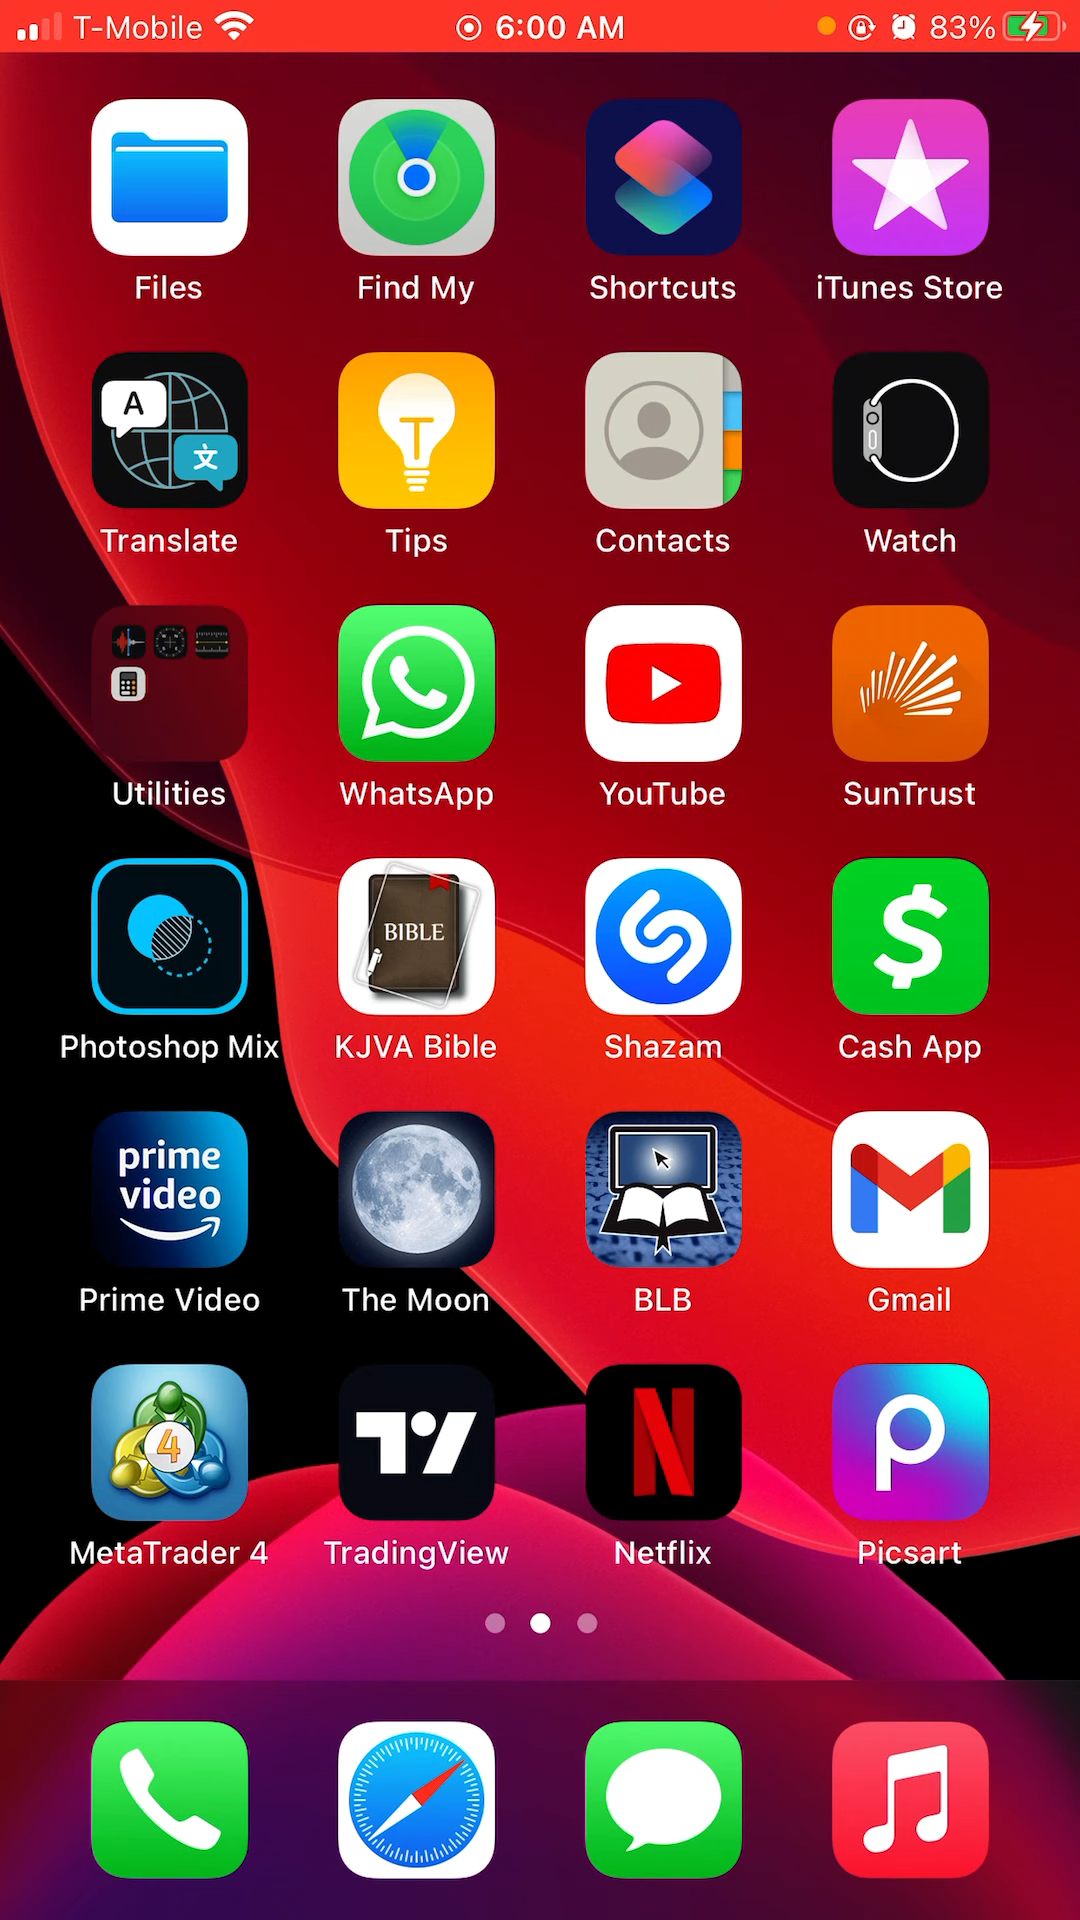 T-Mobile 6:00 AM 83%
Files Find My Shortcuts iTunes Store
A 文
Translate Tips Contacts Watch
Utilities WhatsApp YouTube SunTrust
BIBLE
Photoshop Mix KJVA Bible Shazam Cash App
prime
video
Prime Video The Moon BLB Gmail
4
MetaTrader 4 TradingView Netflix Picsart